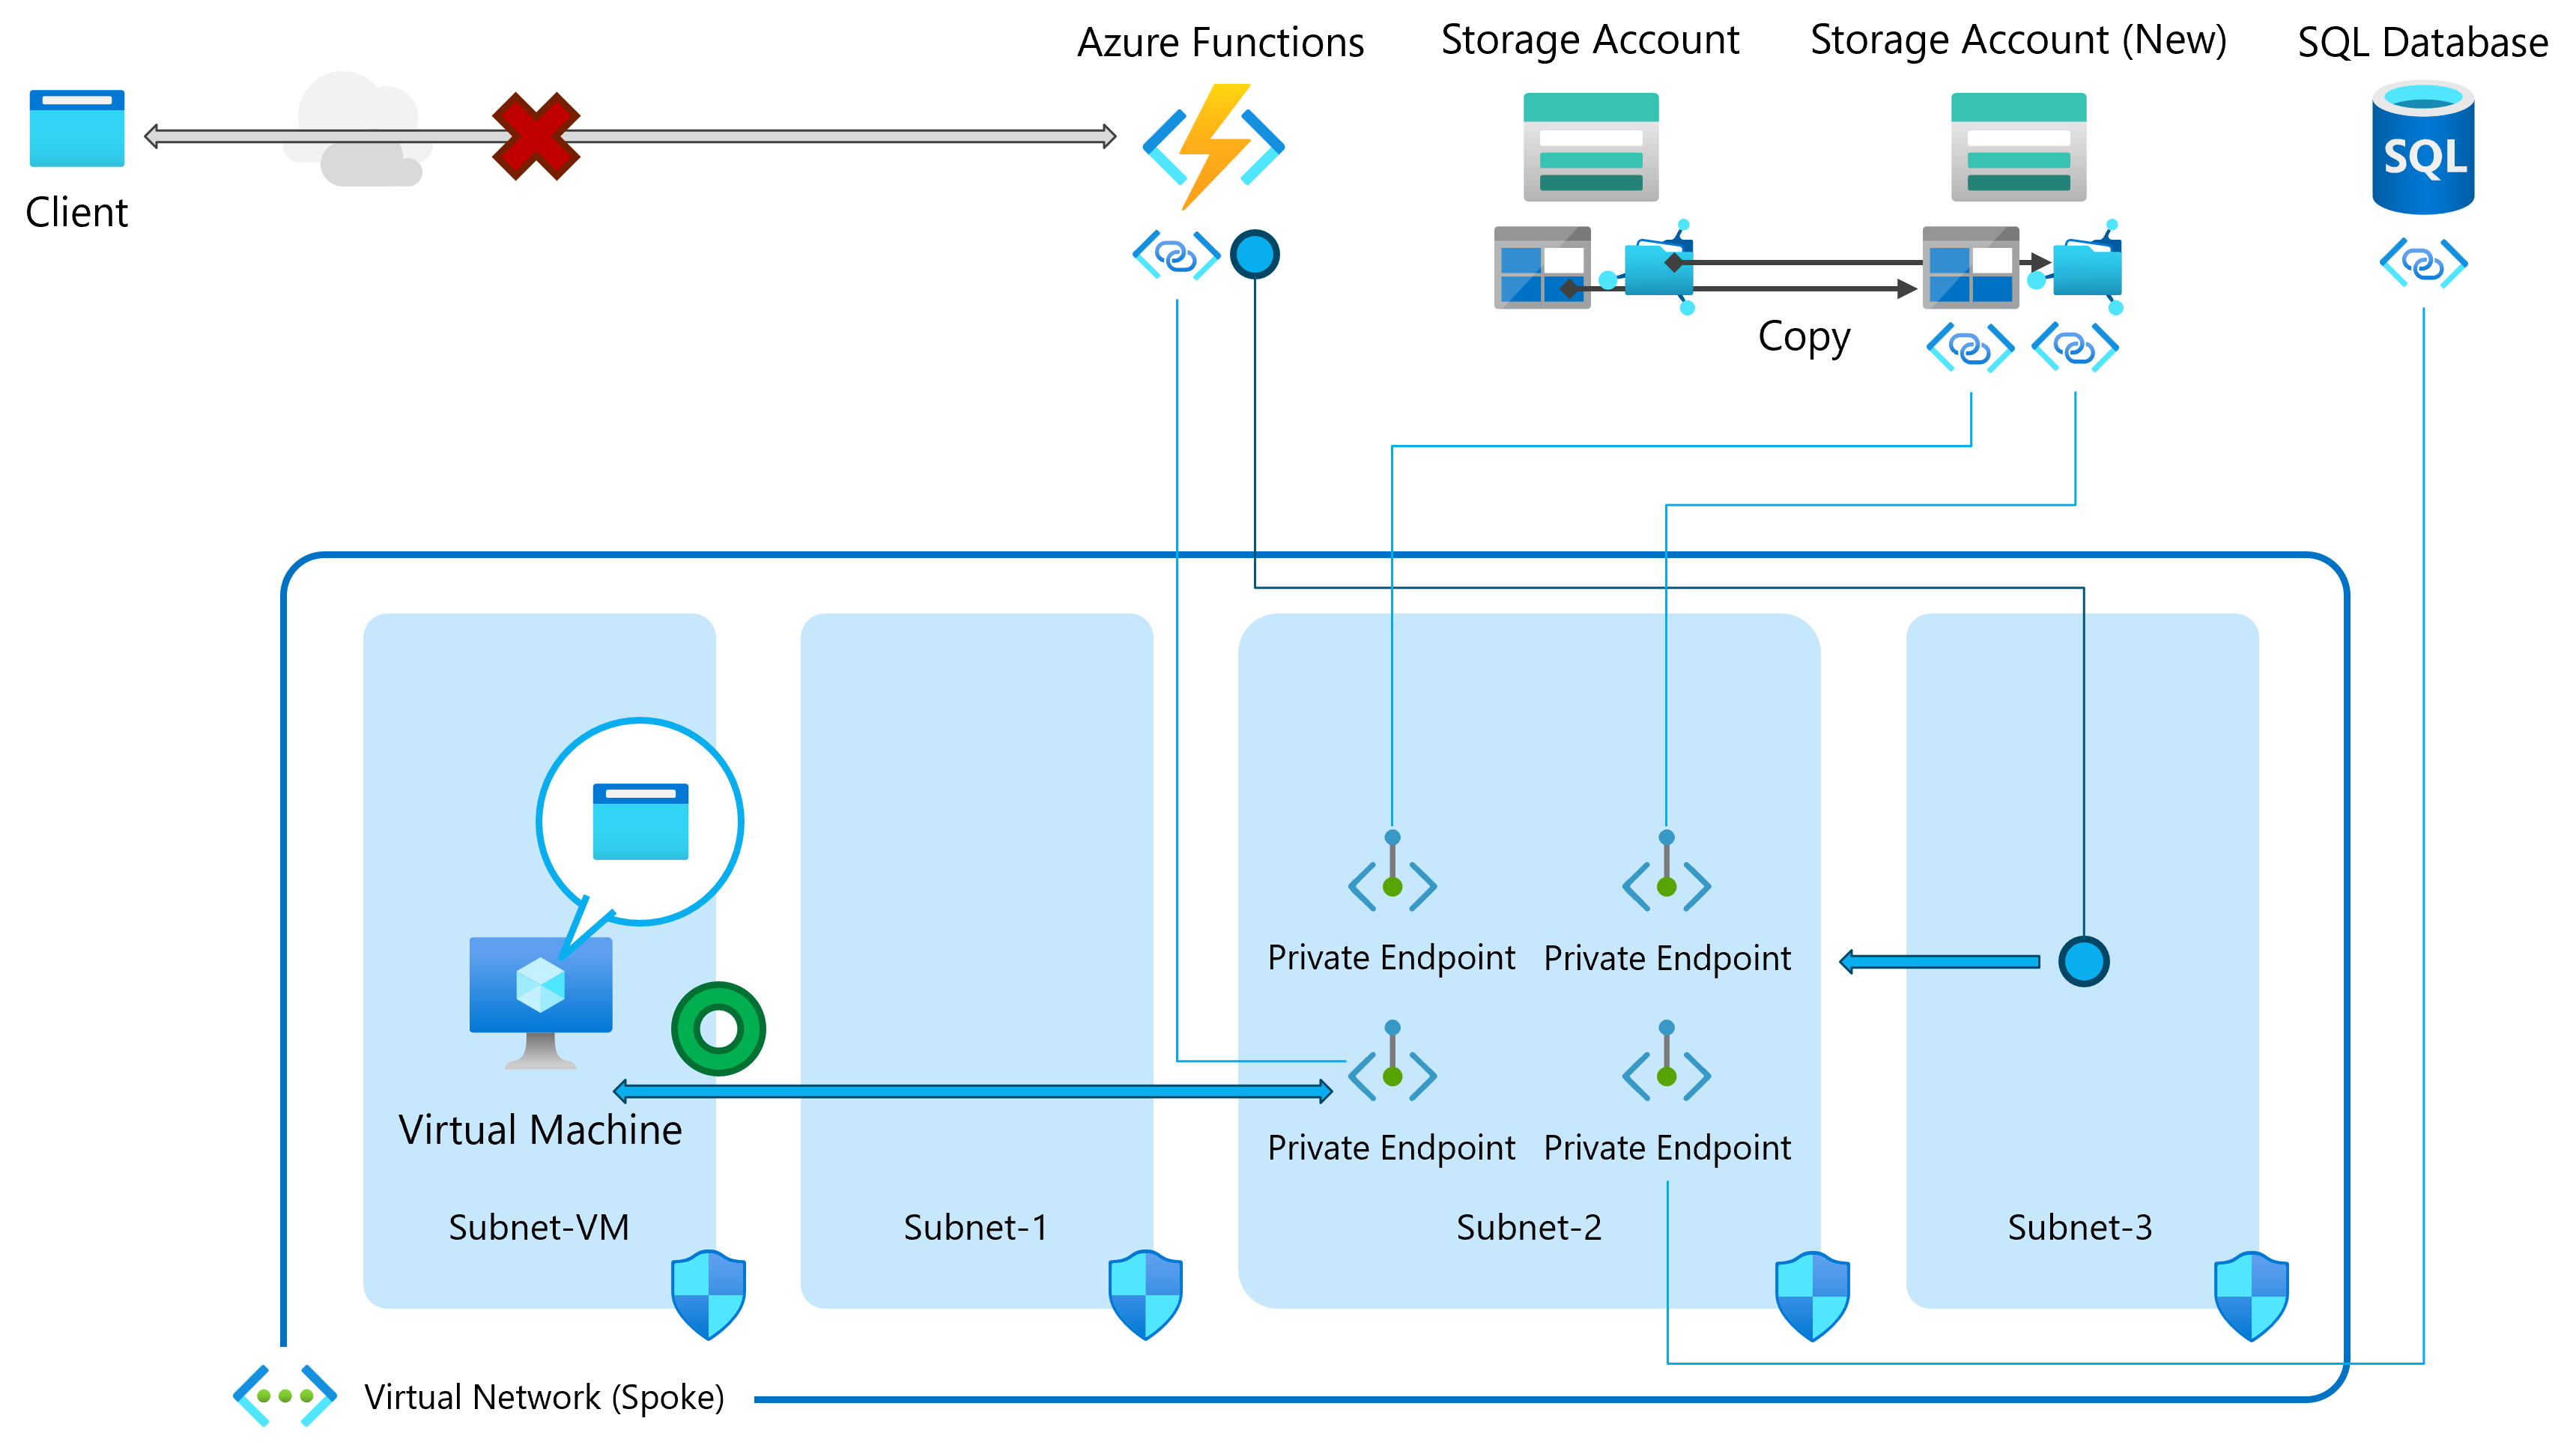 Azure Functions
Storage Account
Storage Account (New)
SQL Database
SQL
Client
Copy
Private Endpoint
Private Endpoint
Virtual Machine
Private Endpoint
Private Endpoint
Subnet-VM
Subnet-1
Subnet-2
Subnet-3
Virtual Network (Spoke)